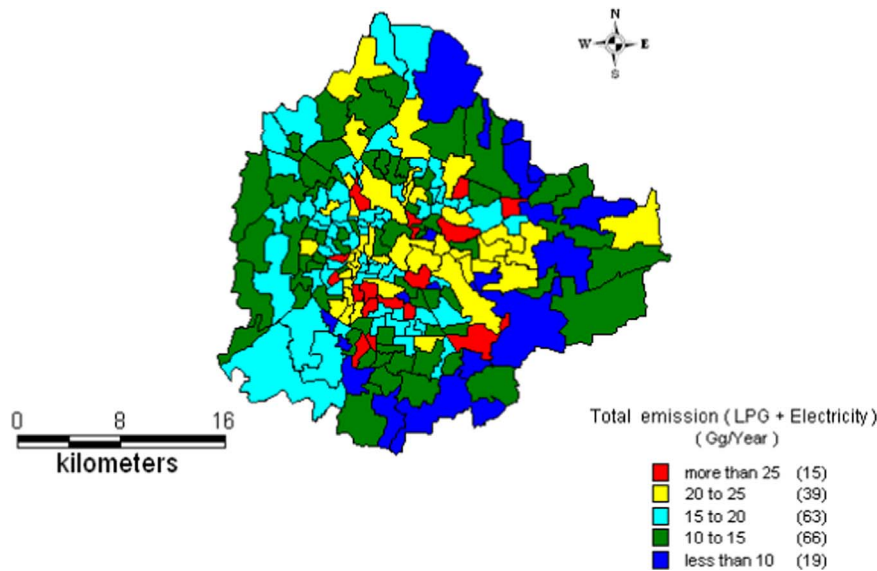 N
W E
S
0 8 16
kilometers
Total emission ( LPG + Electricity )
( Gg/Year )
more than 25 (15)
20 to 25 (39)
15 to 20 (63)
10 to 15 (66)
less than 10 (19)